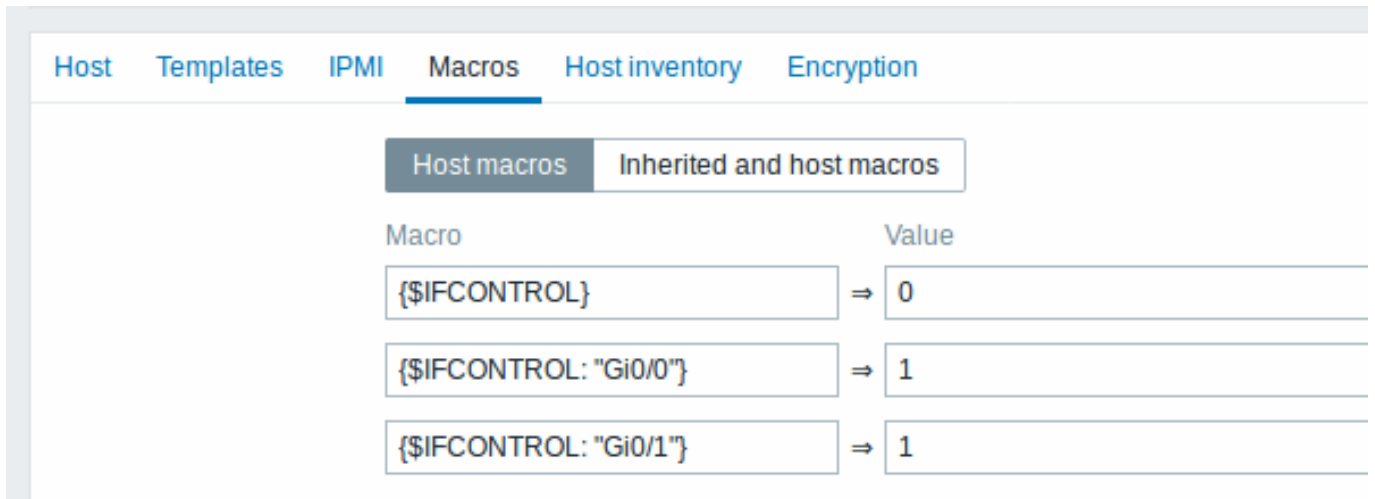 Host Templates IPMI Macros Host inventory Encryption
Host macros Inherited and host macros
Macro Value
{$IFCONTROL} ⇒ 0
{$IFCONTROL: "Gi0/0"} ⇒ 1
{$IFCONTROL: "Gi0/1"} ⇒ 1